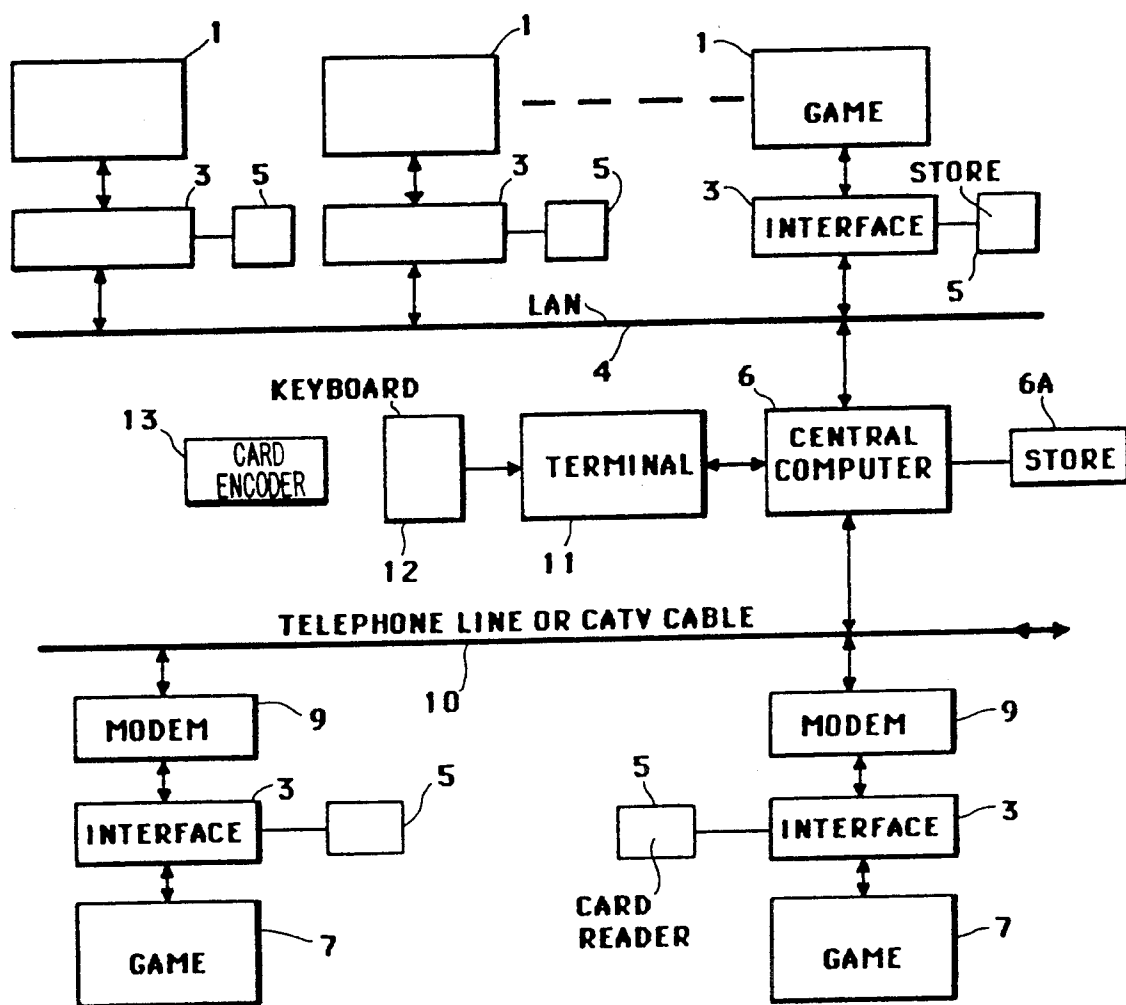 1
1
1
GAME
3
5
3
5
3
STORE
INTERFACE
5
LAN
4
KEYBOARD
6
6A
13
CARD
ENCODER
TERMINAL
CENTRAL
COMPUTER
STORE
12
11
TELEPHONE LINE OR CATV CABLE
10
MODEM
9
MODEM
9
3
5
5
INTERFACE
INTERFACE
3
CARD
READER
GAME
7
GAME
7